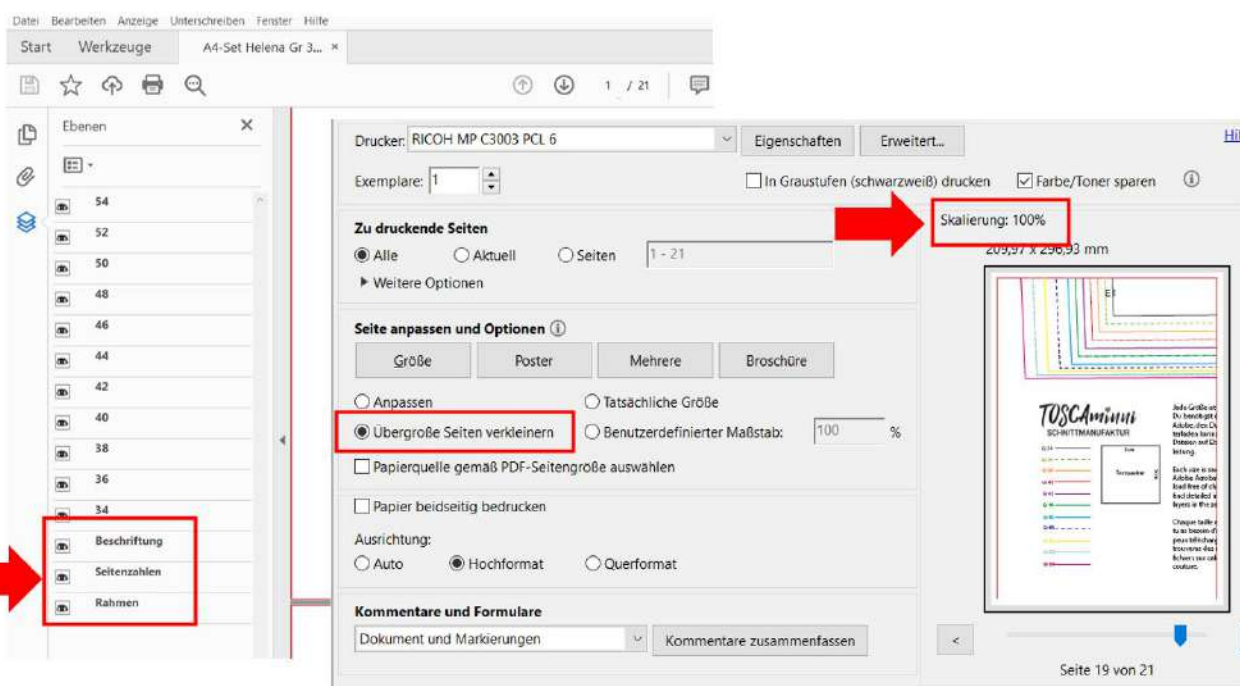 Datei Bearbeiten Anzeige Unterschreiben Fenster Hilfe
Start Werkzeuge A4-Set Helena Gr 3... ×
1 / 21
Ebenen
54
52
50
48
46
44
42
40
38
36
34
Beschriftung
Seitenzahlen
Rahmen
Drucker: RICOH MP C3003 PCL 6 Eigenschaften Erweitert...
Exemplare: 1 In Graustufen (schwarzweiß) drucken Farbe/Toner sparen
Zu druckende Seiten
Alle Aktuell Seiten 1 - 21
Weitere Optionen
Seite anpassen und Optionen
Größe Poster Mehrere Broschüre
Anpassen Tatsächliche Größe
Übergroße Seiten verkleinern Benutzerdefinierter Maßstab: 100 %
Papierquelle gemäß PDF-Seitengröße auswählen
Papier beidseitig bedrucken
Ausrichtung:
Auto Hochformat Querformat
Kommentare und Formulare
Dokument und Markierungen Kommentare zusammenfassen
Skalierung: 100%
209,97 x 296,93 mm
TOSCAminni
SCHNITTMANUFAKTUR
<
Seite 19 von 21